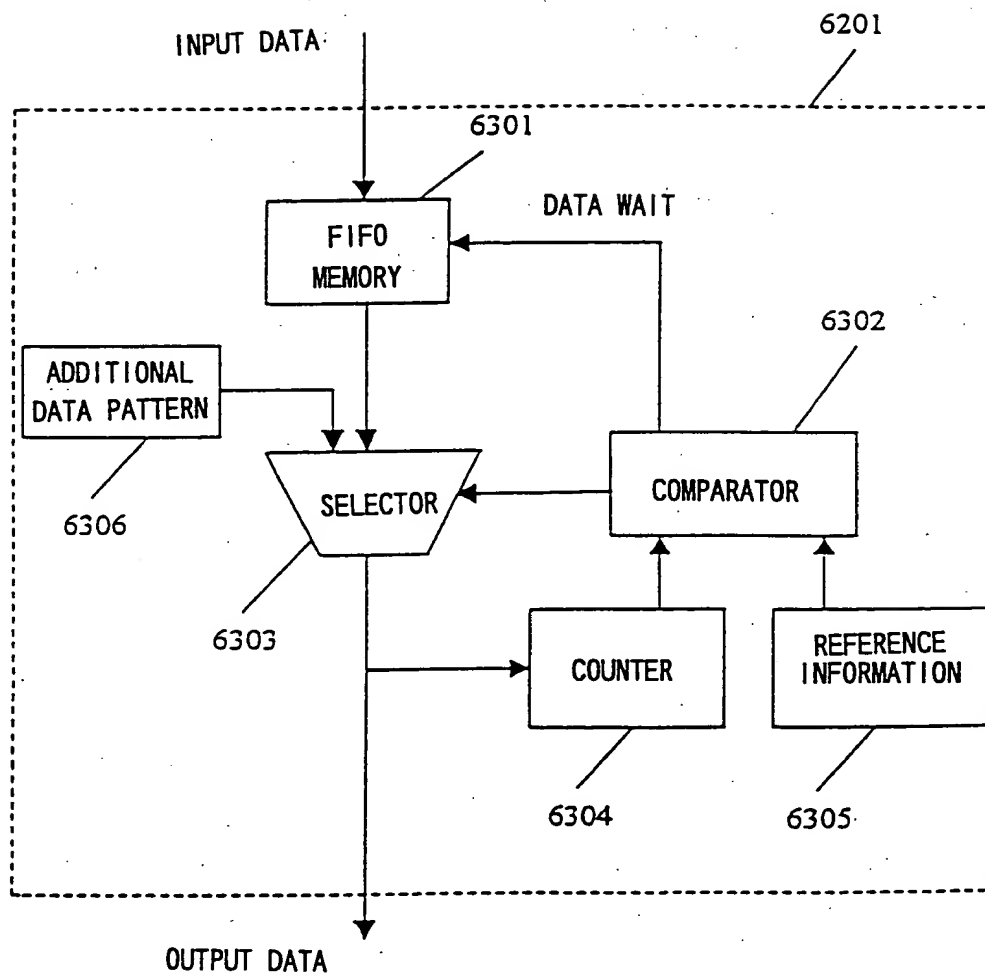 INPUT DATA
6201
6301
DATA WAIT
FIFO
MEMORY
6302
ADDITIONAL
DATA PATTERN
SELECTOR
COMPARATOR
6306
6303
COUNTER
REFERENCE
INFORMATION
6304
6305
OUTPUT DATA